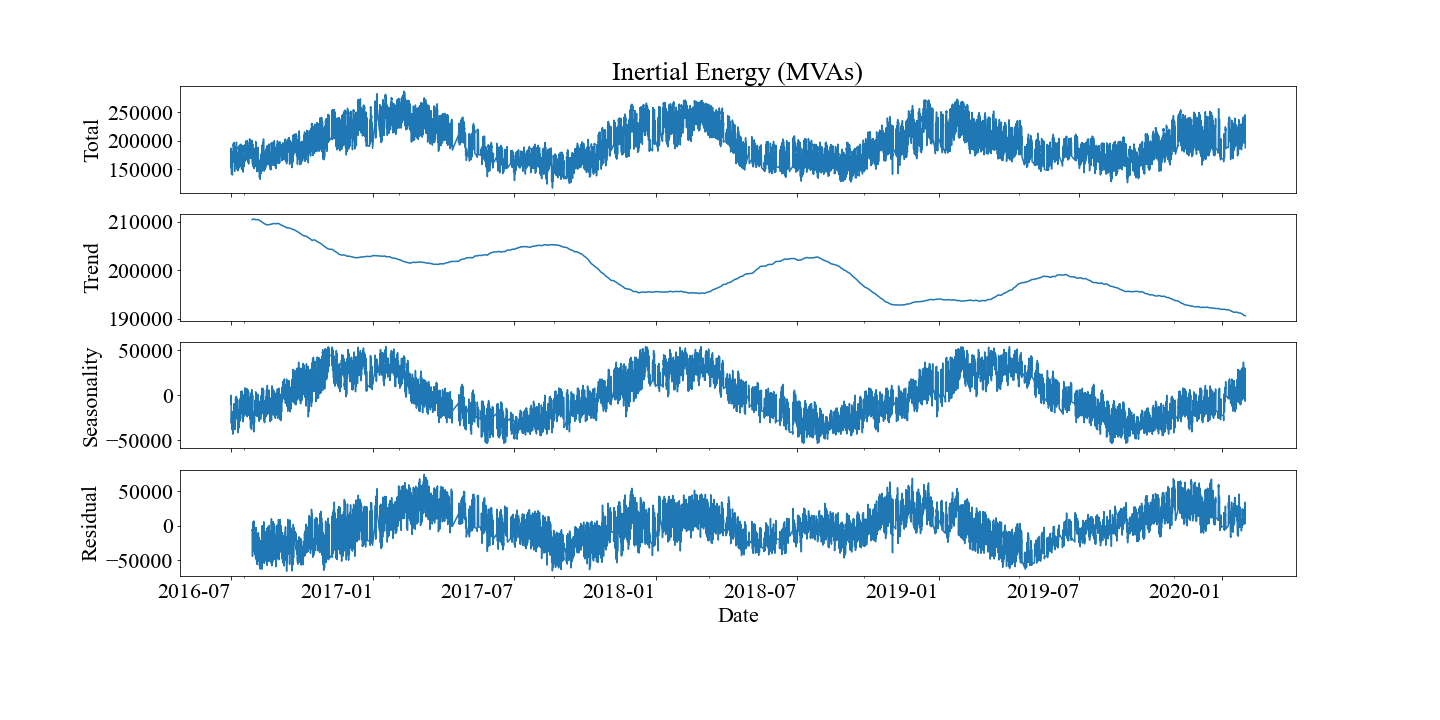 Inertial Energy (MVAs)
Total
250000
200000
150000
Trend
210000
200000
190000
Seasonality
50000
0
−50000
Residual
50000
0
−50000
2016-07 2017-01 2017-07 2018-01 2018-07 2019-01 2019-07 2020-01
Date